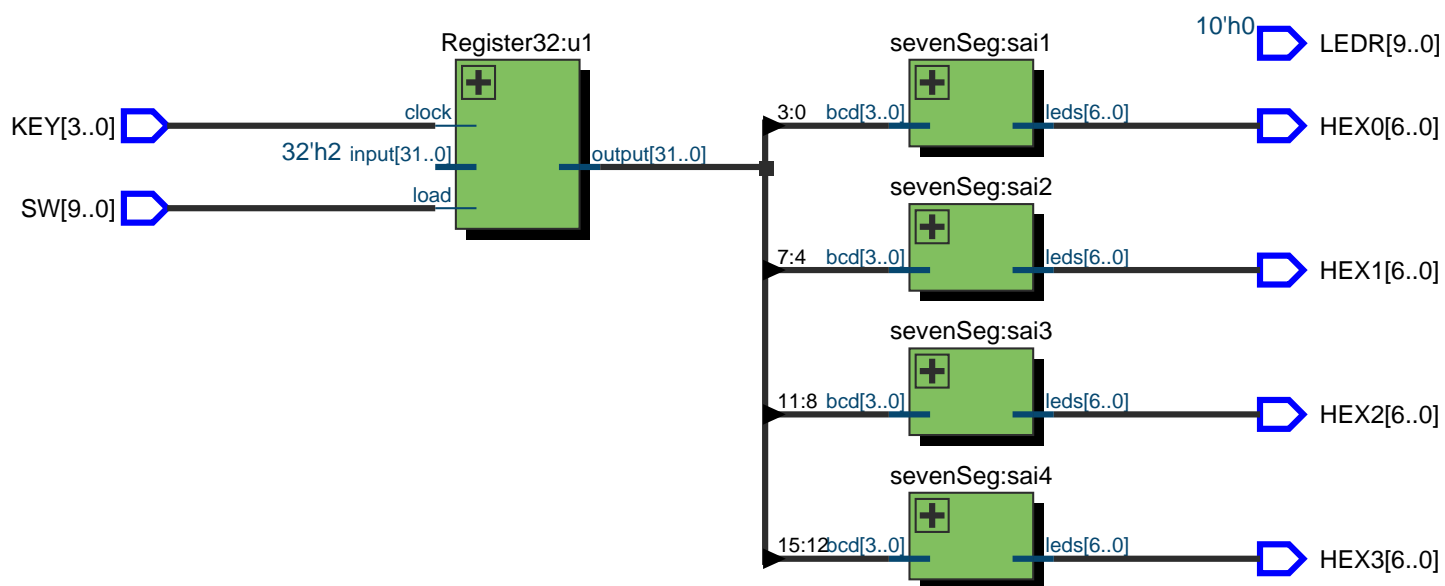 Register32:u1
KEY[3..0]
clock
32'h2 input[31..0]
output[31..0]
SW[9..0]
load
sevenSeg:sai1
3:0 bcd[3..0]
leds[6..0]
10'h0
LEDR[9..0]
HEX0[6..0]
sevenSeg:sai2
7:4 bcd[3..0]
leds[6..0]
HEX1[6..0]
sevenSeg:sai3
11:8 bcd[3..0]
leds[6..0]
HEX2[6..0]
sevenSeg:sai4
15:12 bcd[3..0]
leds[6..0]
HEX3[6..0]